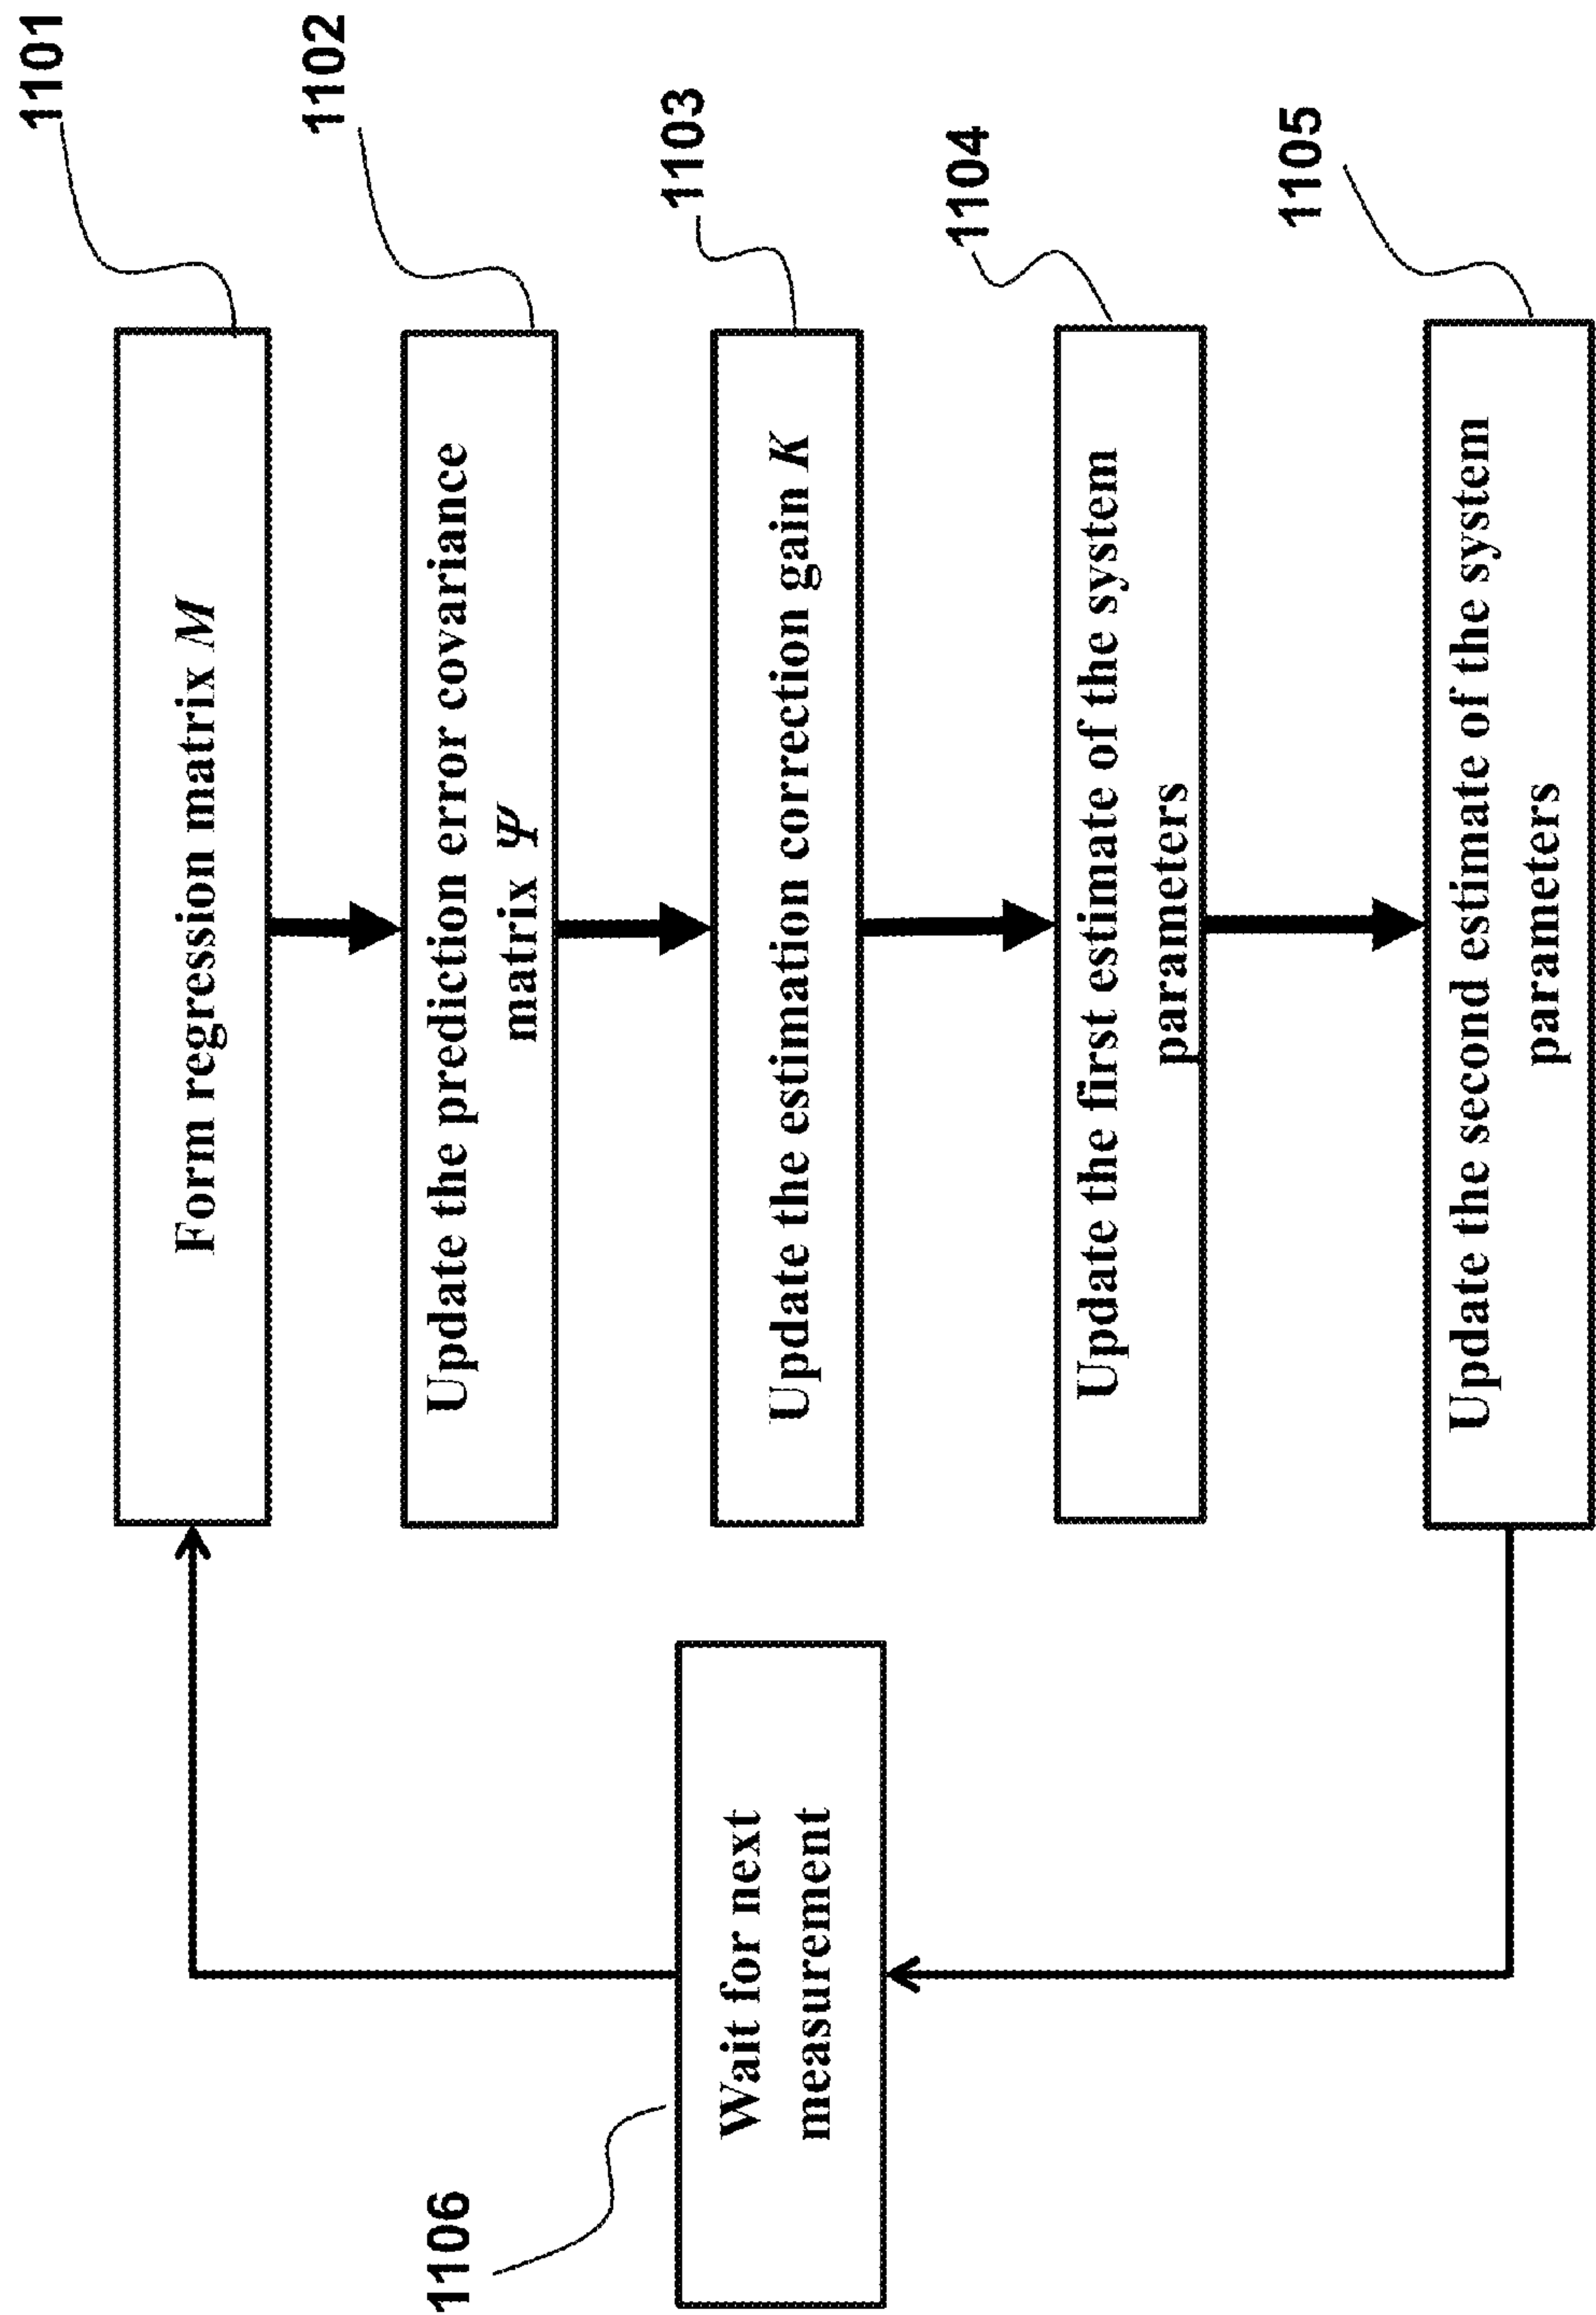 1101
Form regression matrix M
1102
Update the prediction error covariance
matrix Ψ
1103
Update the estimation correction gain K
1104
Update the first estimate of the system
parameters
1105
Update the second estimate of the system
parameters
1106
Wait for next
measurement